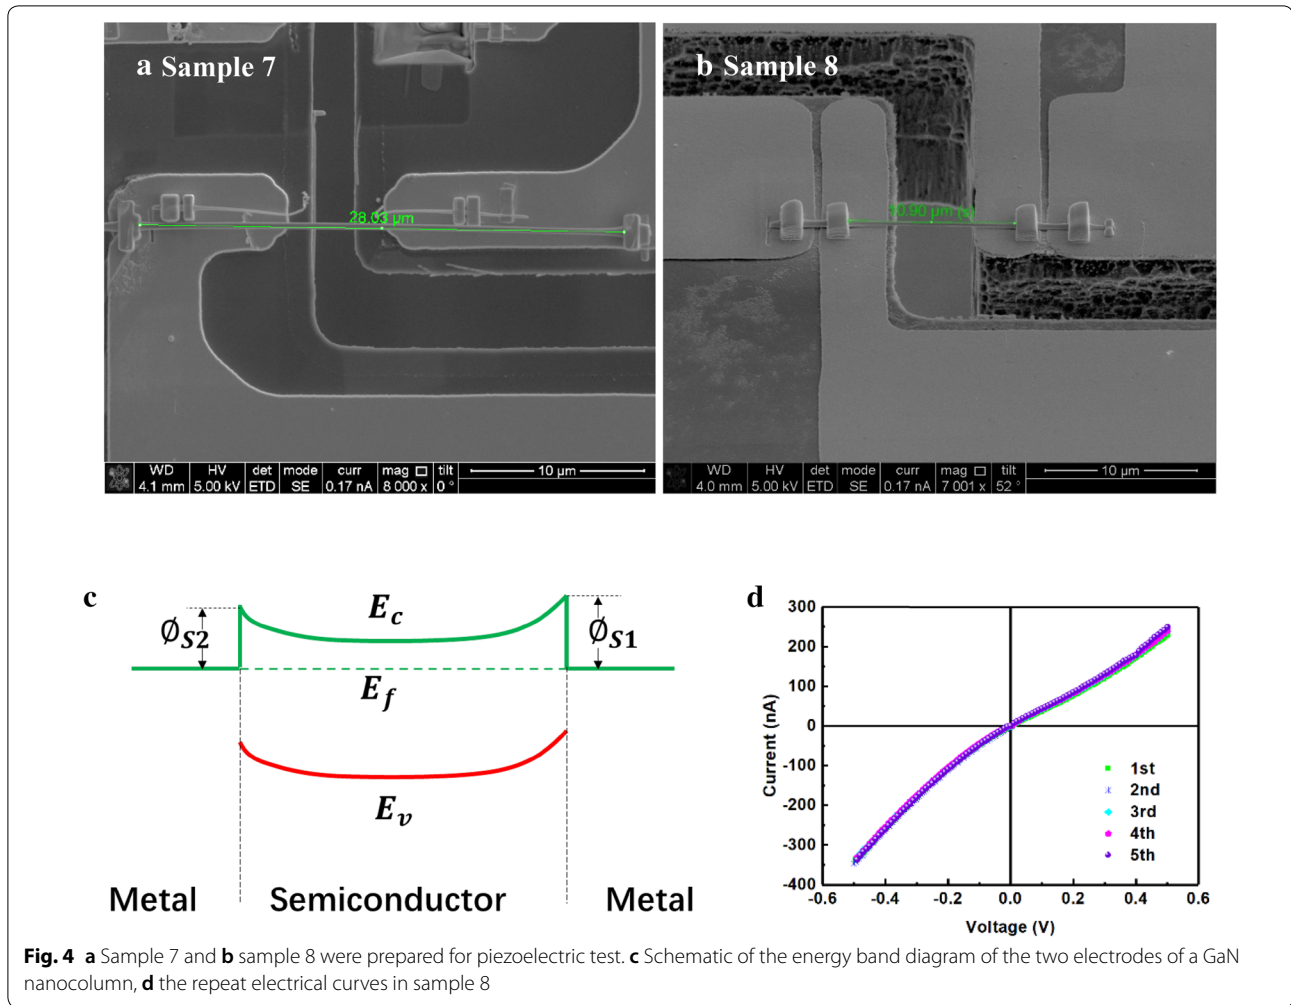 a Sample 7
28.03 µm
WD HV det mode curr mag tilt
4.1 mm 5.00 kV ETD SE 0.17 nA 8 000 x 0 °
10 µm
b Sample 8
WD HV det mode curr mag tilt
4.0 mm 5.00 kV ETD SE 0.17 nA 7 001 x 52 °
10 µm
c
∅S2
Ec
∅S1
Ef
Ev
Metal Semiconductor Metal
d
300
200
100
0
-100
-200
-300
-400
Current (nA)
1st
2nd
3rd
4th
5th
-0.6 -0.4 -0.2 0.0 0.2 0.4 0.6
Voltage (V)
Fig. 4 a Sample 7 and b sample 8 were prepared for piezoelectric test. c Schematic of the energy band diagram of the two electrodes of a GaN
nanocolumn, d the repeat electrical curves in sample 8